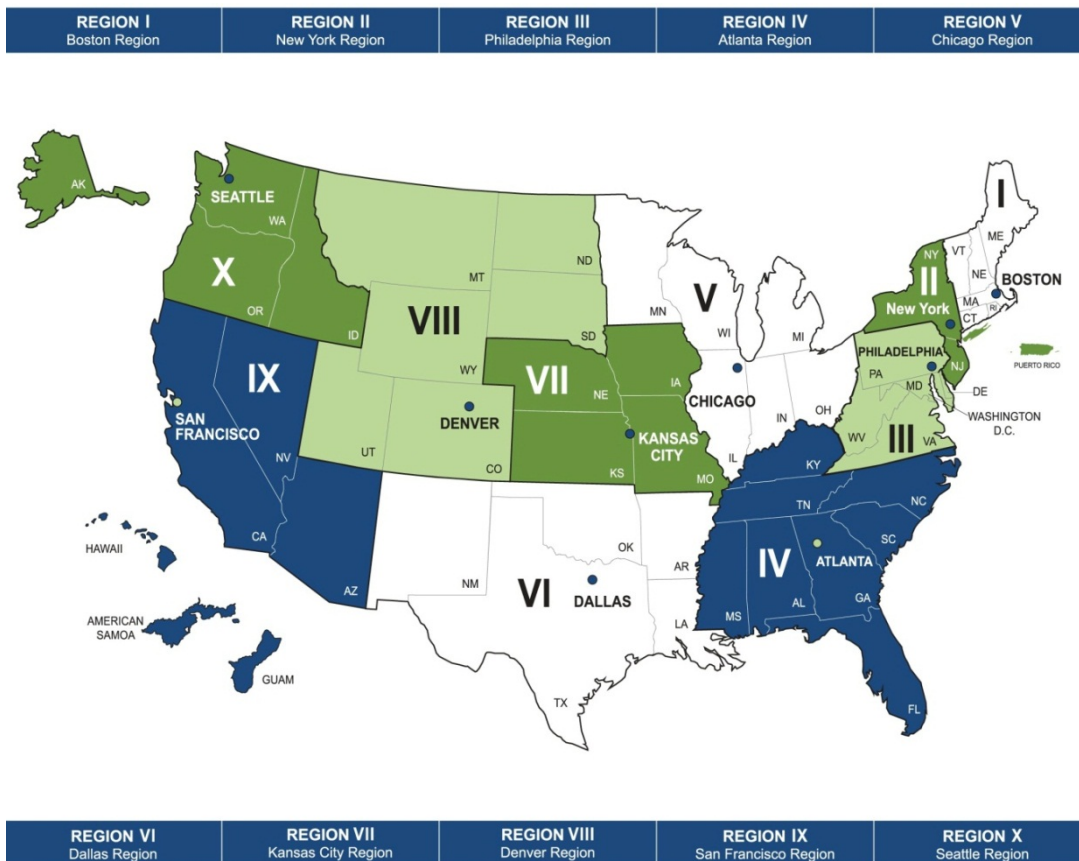 REGION I
Boston Region
REGION II
New York Region
REGION III
Philadelphia Region
REGION IV
Atlanta Region
REGION V
Chicago Region
AK
SEATTLE
WA
X
OR
ID
MT
ND
VIII
SD
WY
MN
V
WI
MI
I
ME
VT
NE
NY
II
New York
BOSTON
MA
RI
CT
PHILADELPHIA
PA
NJ
PUERTO RICO
MD
DE
WASHINGTON
D.C.
WV
III
VA
IX
SAN
FRANCISCO
NV
CA
UT
DENVER
CO
VII
NE
IA
KS
KANSAS
CITY
MO
CHICAGO
IL
IN
OH
KY
TN
NC
SC
IV
ATLANTA
MS
AL
GA
FL
AZ
NM
OK
AR
VI
DALLAS
LA
TX
HAWAII
AMERICAN
SAMOA
GUAM
REGION VI
Dallas Region
REGION VII
Kansas City Region
REGION VIII
Denver Region
REGION IX
San Francisco Region
REGION X
Seattle Region